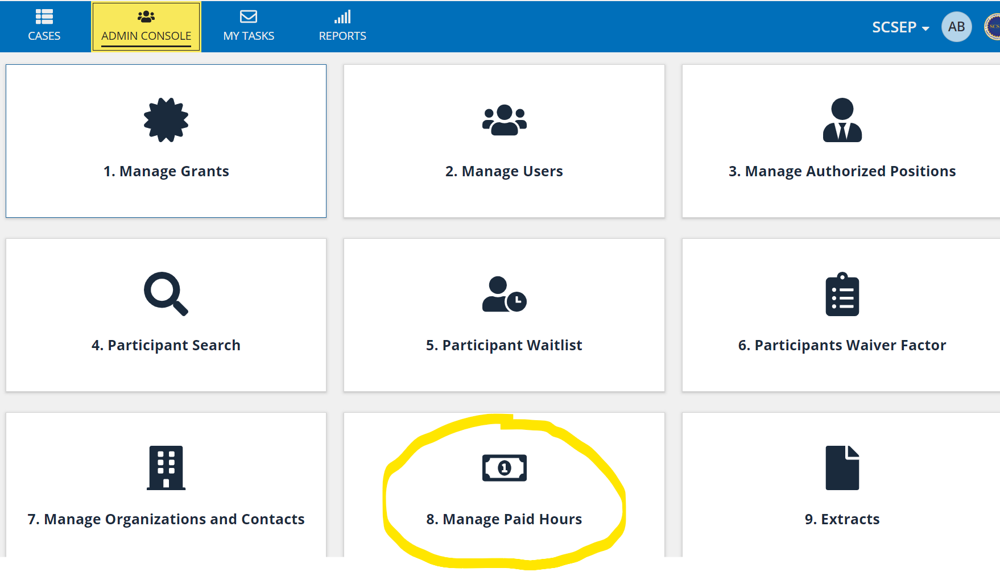 CASES
ADMIN CONSOLE
MY TASKS
REPORTS
SCSEP
AB
SCS
1. Manage Grants
2. Manage Users
3. Manage Authorized Positions
4. Participant Search
5. Participant Waitlist
6. Participants Waiver Factor
7. Manage Organizations and Contacts
1
8. Manage Paid Hours
9. Extracts